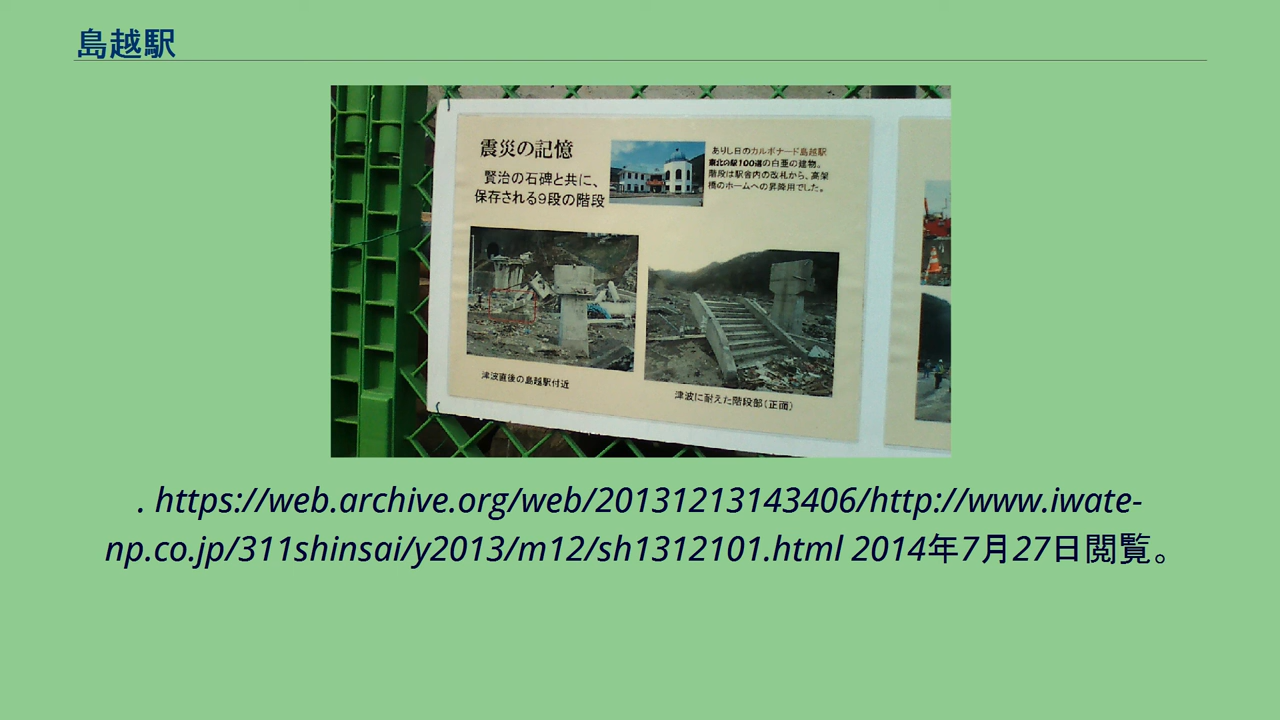 島越駅
震災の記憶
賢治の石碑と共に、
保存される9段の階段
ありし日のカルボナード島越駅
東北の駅100選の白亜の建物。
階段は駅舎内の改札から、高架
橋のホームへの昇降用でした。
津波直後の島越駅付近
津波に耐えた階段部(正面)
. https://web.archive.org/web/20131213143406/http://www.iwate-
np.co.jp/311shinsai/y2013/m12/sh1312101.html 2014年7月27日閲覧。